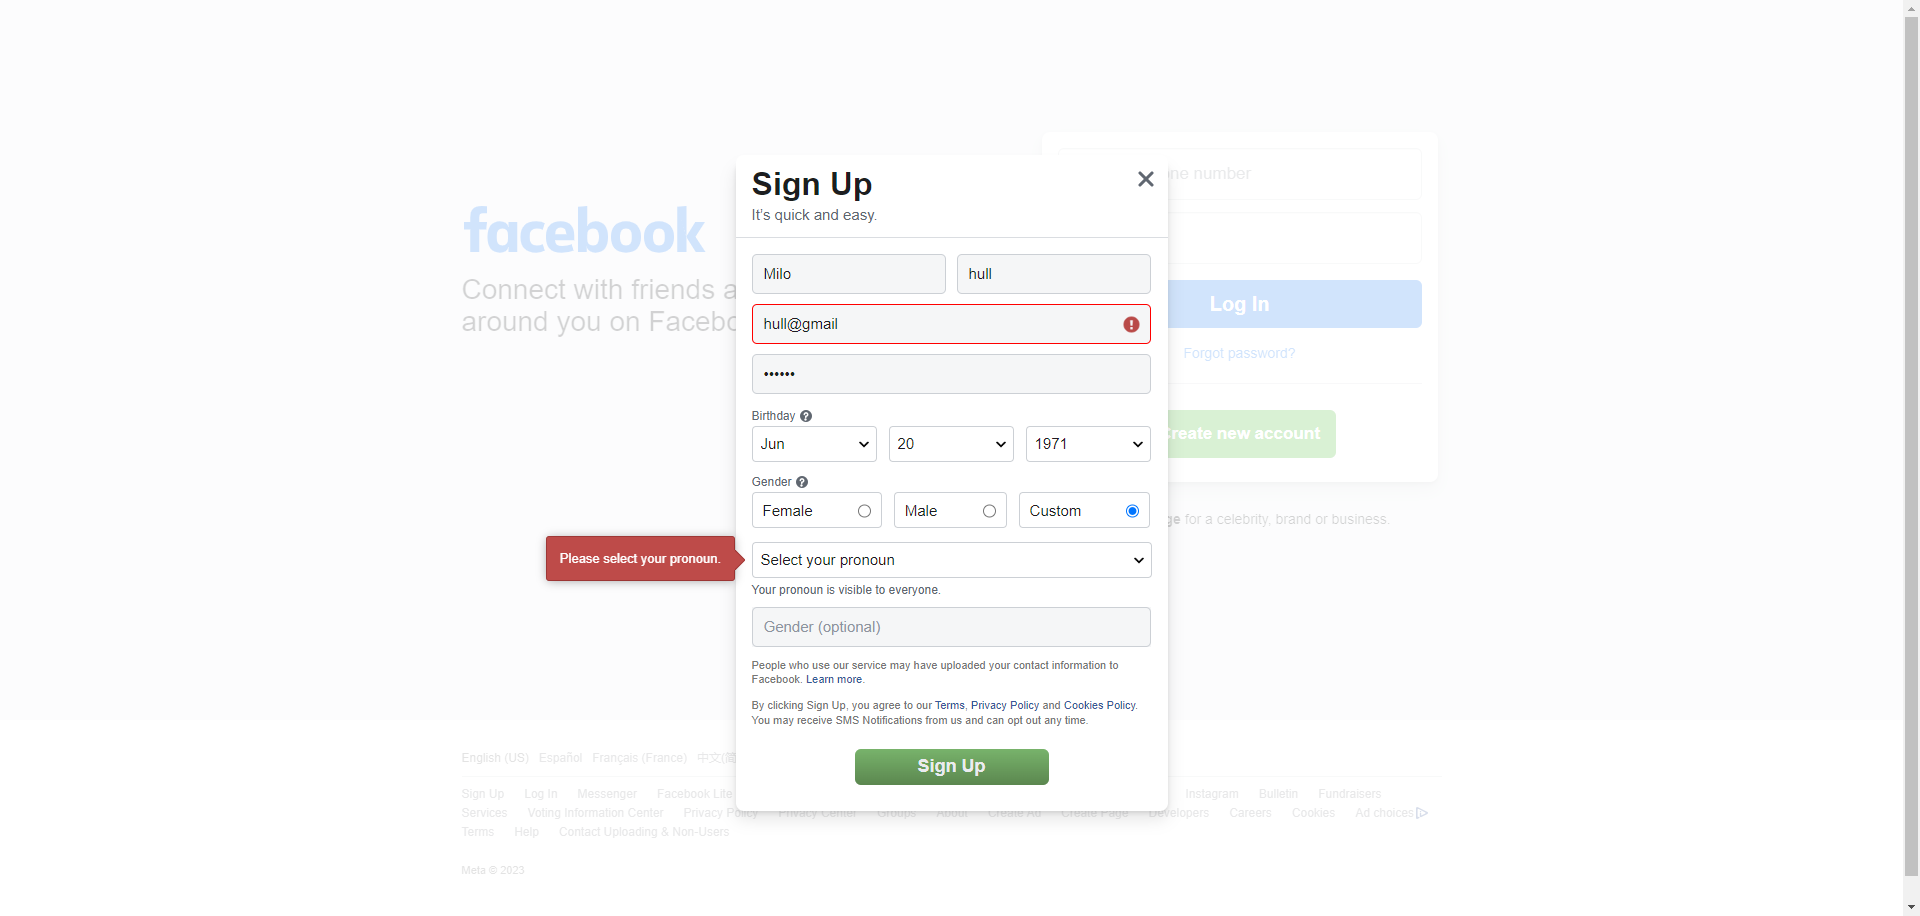 Sign Up
It's quick and easy.
facebook
Connect with friends a
around you on Facebo
Milo hull
hull@gmail
••••••
Birthday
Jun 20 1971
Gender
Female Male Custom
Please select your pronoun.
Select your pronoun
Your pronoun is visible to everyone.
Gender (optional)
People who use our service may have uploaded your contact information to
Facebook. Learn more.
By clicking Sign Up, you agree to our Terms, Privacy Policy and Cookies Policy.
You may receive SMS Notifications from us and can opt out any time.
Sign Up
number
Log In
Forgot password?
Create new account
for a celebrity, brand or business.
English (US) Español Français (France) 中文(简
Sign Up Log In Messenger Facebook Lite Instagram Bulletin Fundraisers
Services Voting Information Center Privacy Policy Privacy Center Groups About Create Ad Create Page Developers Careers Cookies Ad choices
Terms Help Contact Uploading & Non-Users
Meta © 2023